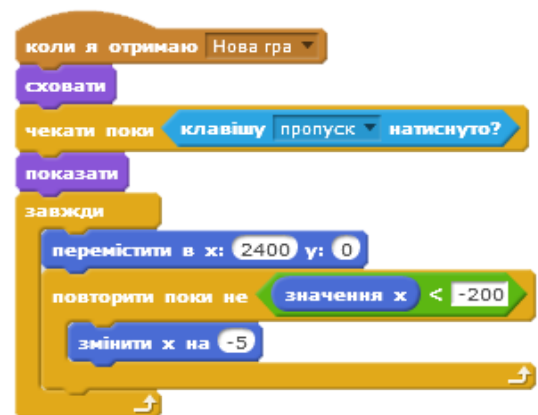 коли я отримаю Нова гра
сховати
чекати поки клавішу пропуск натиснуто?
показати
завжди
перемістити в x: 2400 y: 0
повторити поки не значення x < -200
змінити x на -5